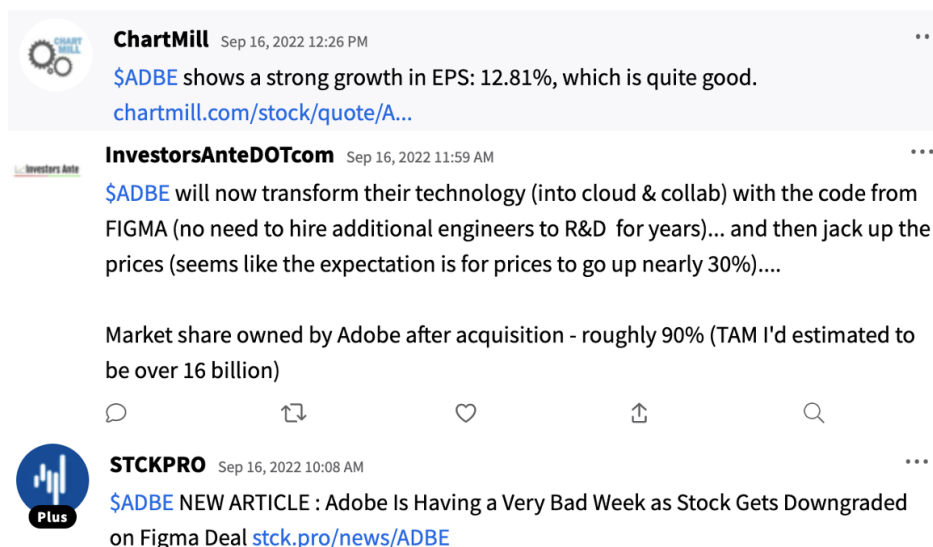 CHART
MILL
ChartMill Sep 16, 2022 12:26 PM
$ADBE shows a strong growth in EPS: 12.81%, which is quite good.
chartmill.com/stock/quote/A...
Investors Ante
InvestorsAnteDOTcom Sep 16, 2022 11:59 AM
$ADBE will now transform their technology (into cloud & collab) with the code from
FIGMA (no need to hire additional engineers to R&D for years)... and then jack up the
prices (seems like the expectation is for prices to go up nearly 30%)....
Market share owned by Adobe after acquisition - roughly 90% (TAM I'd estimated to
be over 16 billion)
STCKPRO Sep 16, 2022 10:08 AM
Plus
$ADBE NEW ARTICLE : Adobe Is Having a Very Bad Week as Stock Gets Downgraded
on Figma Deal stck.pro/news/ADBE